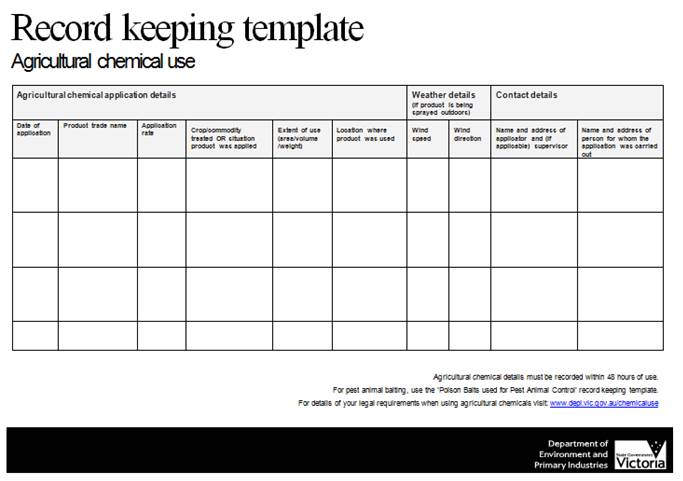 Record keeping template
Agricultural chemical use
Agricultural chemical application details
Weather details
(if product is being
sprayed outdoors)
Contact details
Date of
application
Product trade name
Application
rate
Crop/commodity
treated OR situation
product was applied
Extent of use
(area/volume
/weight)
Location where
product was used
Wind
speed
Wind
direction
Name and address of
applicator and (if
applicable) supervisor
Name and address of
person for whom the
application was carried
out
Agricultural chemical details must be recorded within 48 hours of use.
For pest animal baiting, use the 'Poison Baits used for Pest Animal Control' record keeping template.
For details of your legal requirements when using agricultural chemicals visit: www.depi.vic.gov.au/chemicaluse
Department of
Environment and
Primary Industries
State Government
Victoria